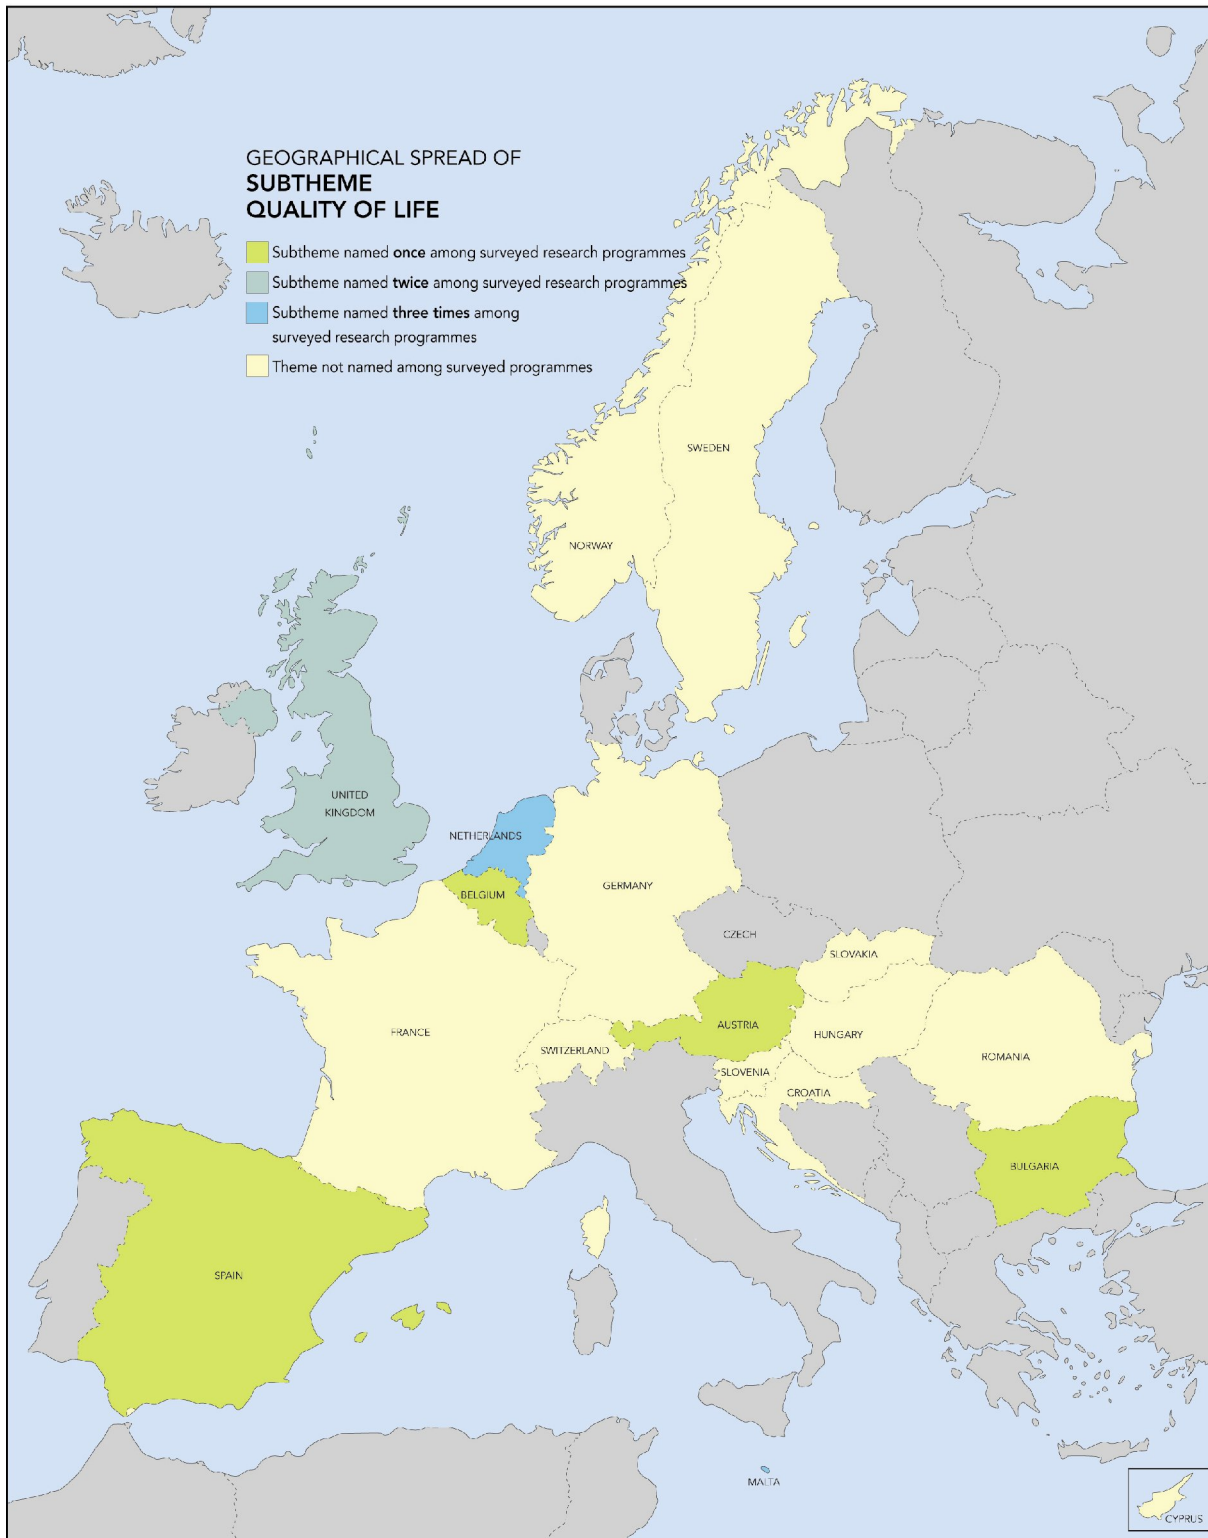 GEOGRAPHICAL SPREAD OF
SUBTHEME
QUALITY OF LIFE
Subtheme named once among surveyed research programmes
Subtheme named twice among surveyed research programmes
Subtheme named three times among
surveyed research programmes
Theme not named among surveyed programmes
SWEDEN
NORWAY
UNITED
KINGDOM
NETHERLANDS
GERMANY
BELGIUM
CZECH
SLOVAKIA
AUSTRIA
FRANCE
HUNGARY
SWITZERLAND
ROMANIA
SLOVENIA
CROATIA
BULGARIA
SPAIN
MALTA
CYPRUS